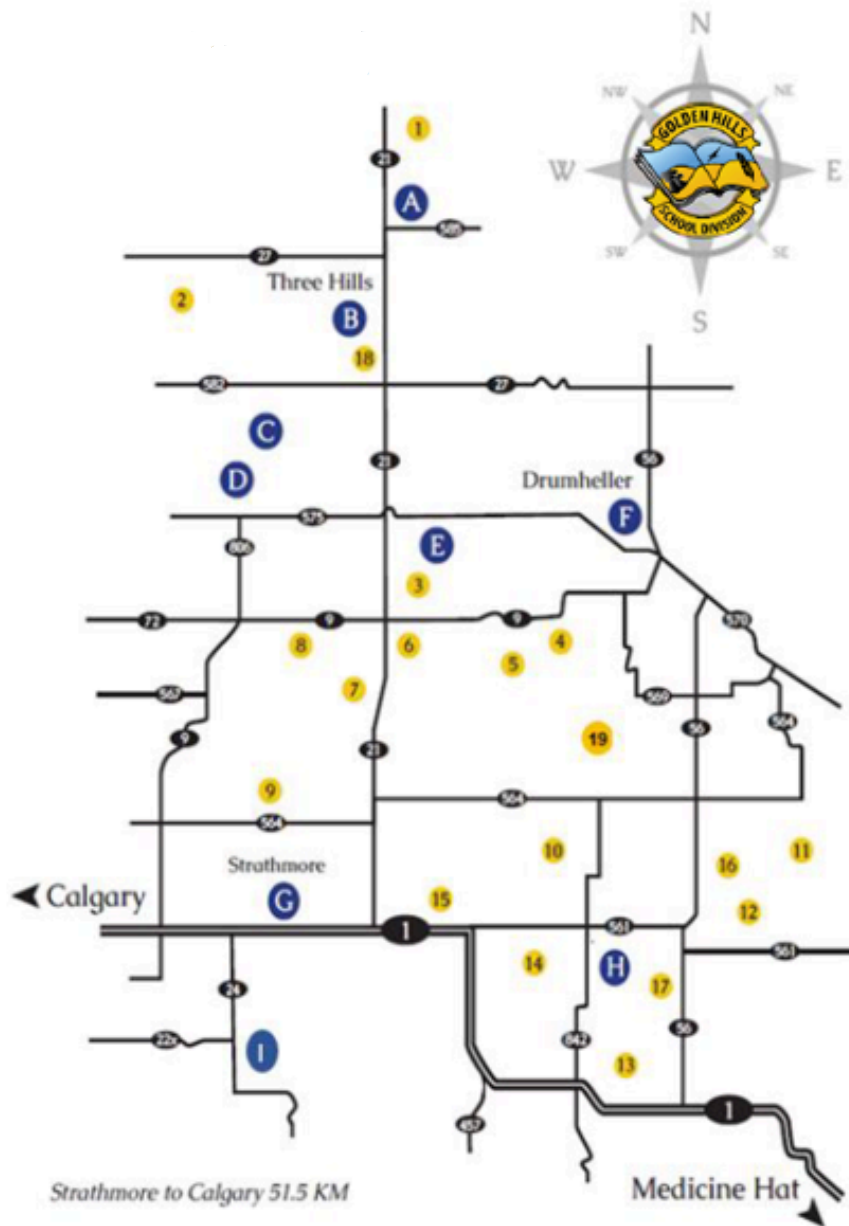 N
NW
NE
GOLDEN HILLS
W
E
SCHOOL DIVISION
SW
SE
S
1
21
A
585
27
Three Hills
2
B
18
582
27
C
21
56
D
Drumheller
F
575
E
806
3
72
9
9
570
8
6
4
5
567
7
569
564
9
21
56
19
9
564
564
10
11
16
Strathmore
Calgary
G
15
12
1
561
561
14
H
17
24
56
22x
I
842
13
1
457
Strathmore to Calgary 51.5 KM
Medicine Hat